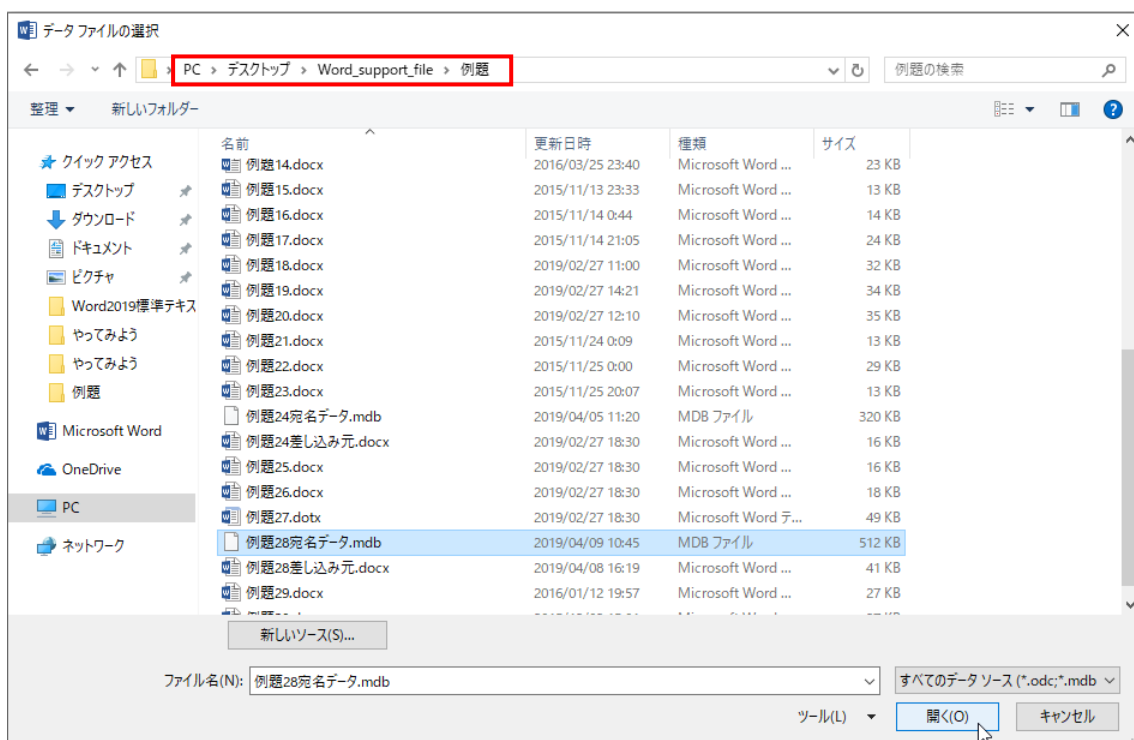 データ ファイルの選択
PC › デスクトップ › Word_support_file › 例題
例題の検索
整理 新しいフォルダー
名前 更新日時 種類 サイズ
クイック アクセス
デスクトップ
ダウンロード
ドキュメント
ピクチャ
Word2019標準テキス
やってみよう
やってみよう
例題
Microsoft Word
OneDrive
PC
ネットワーク
例題14.docx 2016/03/25 23:40 Microsoft Word ... 23 KB
例題15.docx 2015/11/13 23:33 Microsoft Word ... 13 KB
例題16.docx 2015/11/14 0:44 Microsoft Word ... 14 KB
例題17.docx 2015/11/14 21:05 Microsoft Word ... 24 KB
例題18.docx 2019/02/27 11:00 Microsoft Word ... 32 KB
例題19.docx 2019/02/27 14:21 Microsoft Word ... 34 KB
例題20.docx 2019/02/27 12:10 Microsoft Word ... 35 KB
例題21.docx 2015/11/24 0:09 Microsoft Word ... 13 KB
例題22.docx 2015/11/25 0:00 Microsoft Word ... 29 KB
例題23.docx 2015/11/25 20:07 Microsoft Word ... 13 KB
例題24宛名データ.mdb 2019/04/05 11:20 MDB ファイル 320 KB
例題24差し込み元.docx 2019/02/27 18:30 Microsoft Word ... 16 KB
例題25.docx 2019/02/27 18:30 Microsoft Word ... 16 KB
例題26.docx 2019/02/27 18:30 Microsoft Word ... 18 KB
例題27.dotx 2019/02/27 18:30 Microsoft Word テ... 49 KB
例題28宛名データ.mdb 2019/04/09 10:45 MDB ファイル 512 KB
例題28差し込み元.docx 2019/04/08 16:19 Microsoft Word ... 41 KB
例題29.docx 2016/01/12 19:57 Microsoft Word ... 27 KB
新しいソース(S)...
ファイル名(N): 例題28宛名データ.mdb すべてのデータ ソース (*.odc;*.mdb
ツール(L) 開く(O) キャンセル